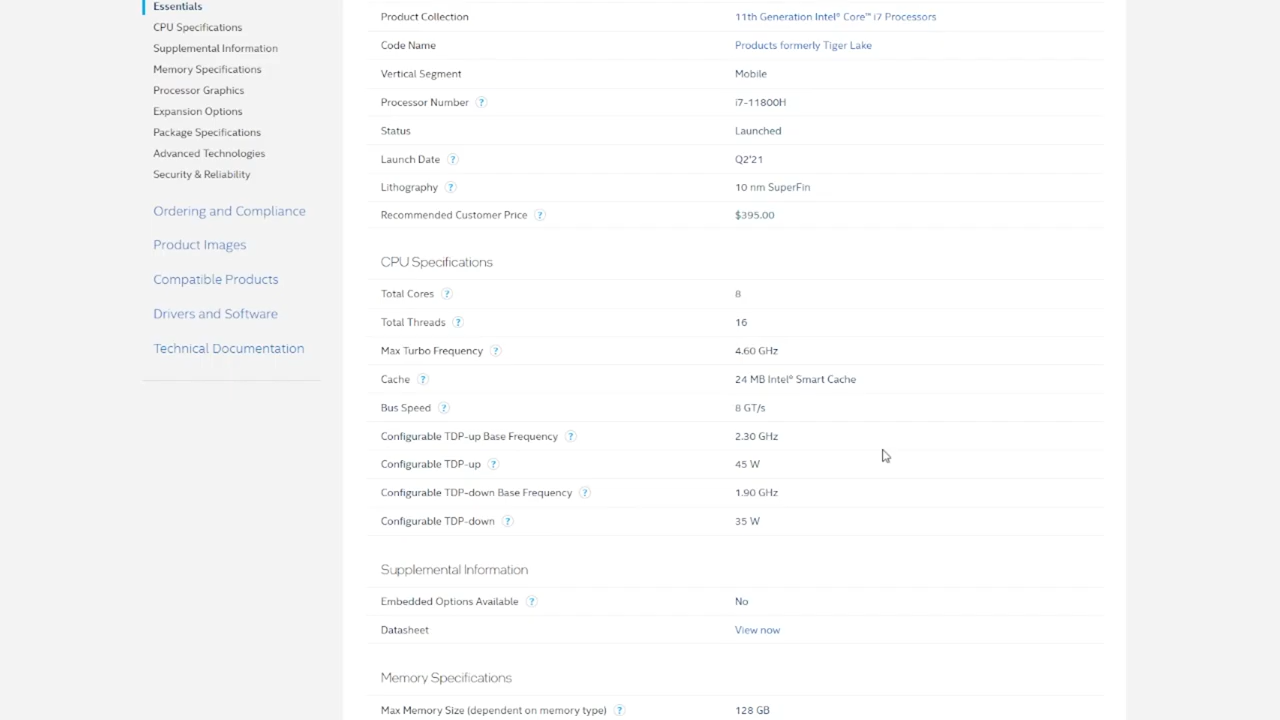 Essentials
CPU Specifications
Supplemental Information
Memory Specifications
Processor Graphics
Expansion Options
Package Specifications
Advanced Technologies
Security & Reliability
Ordering and Compliance
Product Images
Compatible Products
Drivers and Software
Technical Documentation
Product Collection 11th Generation Intel® Core™ i7 Processors
Code Name Products formerly Tiger Lake
Vertical Segment Mobile
Processor Number ? i7-11800H
Status Launched
Launch Date ? Q2'21
Lithography ? 10 nm SuperFin
Recommended Customer Price ? $395.00
CPU Specifications
Total Cores ? 8
Total Threads ? 16
Max Turbo Frequency ? 4.60 GHz
Cache ? 24 MB Intel® Smart Cache
Bus Speed ? 8 GT/s
Configurable TDP-up Base Frequency ? 2.30 GHz
Configurable TDP-up ? 45 W
Configurable TDP-down Base Frequency ? 1.90 GHz
Configurable TDP-down ? 35 W
Supplemental Information
Embedded Options Available ? No
Datasheet View now
Memory Specifications
Max Memory Size (dependent on memory type) ? 128 GB